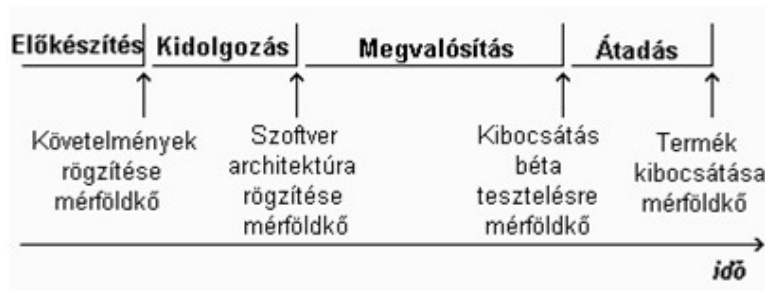 Előkészítés Kidolgozás Megvalósítás Átadás
Követelmények
rögzítése
mérföldkő
Szoftver
architektúra
rögzítése
mérföldkő
Kibocsátás
béta
tesztelésre
mérföldkő
Termék
kibocsátása
mérföldkő
idő